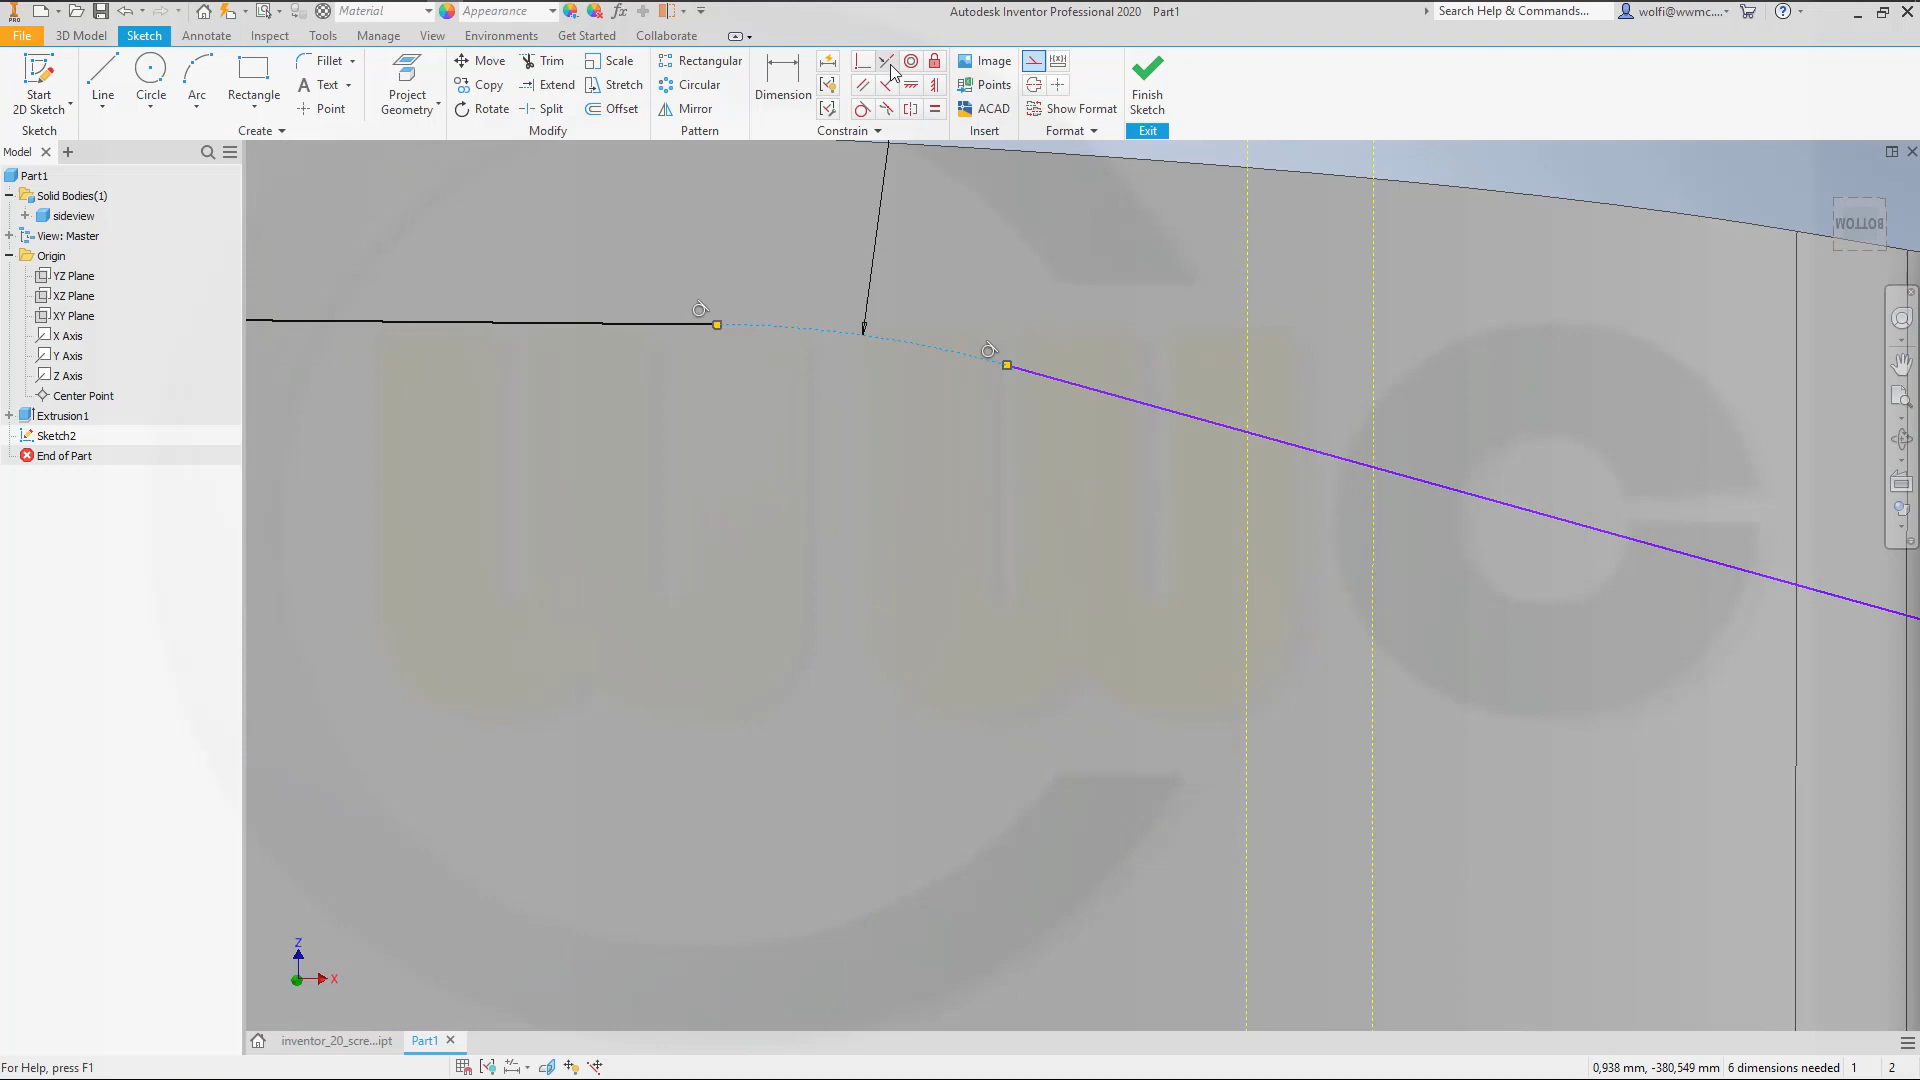 PRO
Material
Appearance
fx
Autodesk Inventor Professional 2020 Part1
Search Help & Commands...
wolfi@wwmc....
File 3D Model Sketch Annotate Inspect Tools Manage View Environments Get Started Collaborate
Start 2D Sketch
Line
Circle
Arc
Rectangle
Fillet
Text
Point
Project Geometry
Move
Copy
Rotate
Trim
Extend
Split
Scale
Stretch
Offset
Rectangular
Circular
Mirror
Dimension
Image
Points
ACAD
Show Format
Finish Sketch
Sketch Create Modify Pattern Constrain Insert Format Exit
Model
Part1
Solid Bodies(1)
sideview
View: Master
Origin
YZ Plane
XZ Plane
XY Plane
X Axis
Y Axis
Z Axis
Center Point
Extrusion1
Sketch2
End of Part
BOTTOM
Z
X
inventor_20_scre...ipt Part1
For Help, press F1
0,938 mm, -380,549 mm 6 dimensions needed 1 2